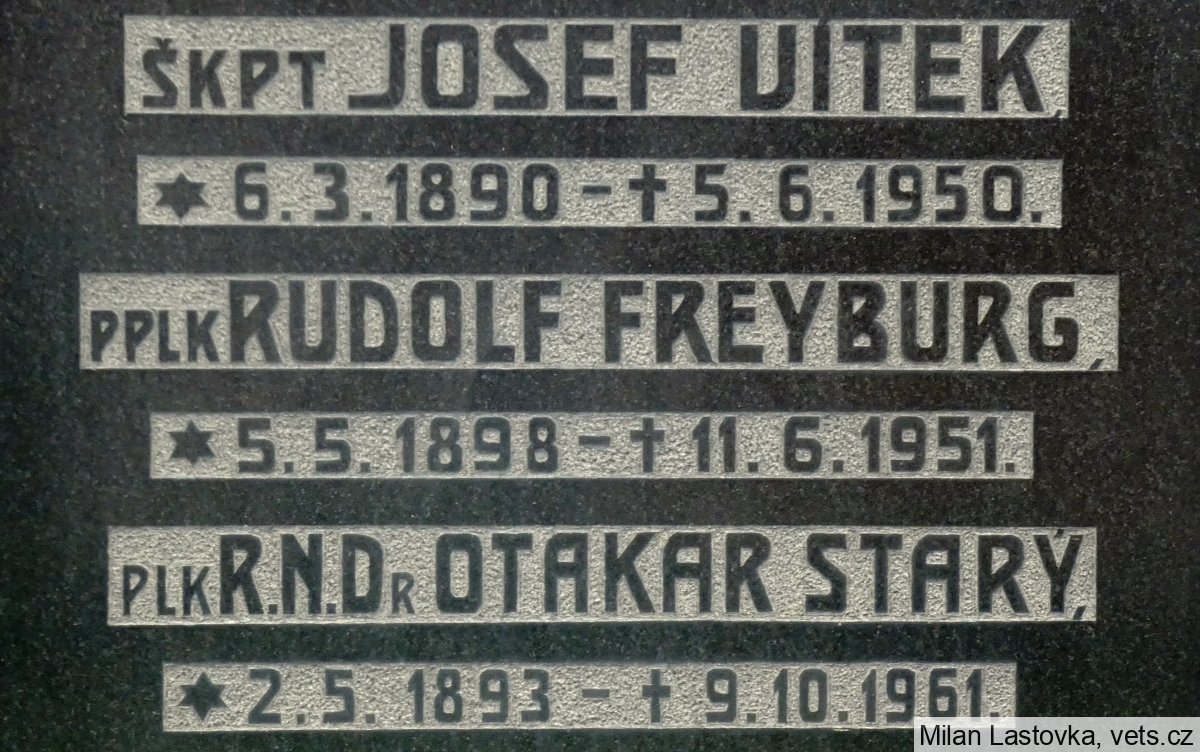 ŠKPT JOSEF VÍTEK,
* 6. 3. 1890 - † 5. 6. 1950.
PPLK RUDOLF FREYBURG,
* 5. 5. 1898 - † 11. 6. 1951.
PLK R.N.DR OTAKAR STARÝ,
* 2. 5. 1893 - † 9. 10. 1961.
Milan Lastovka, vets.cz